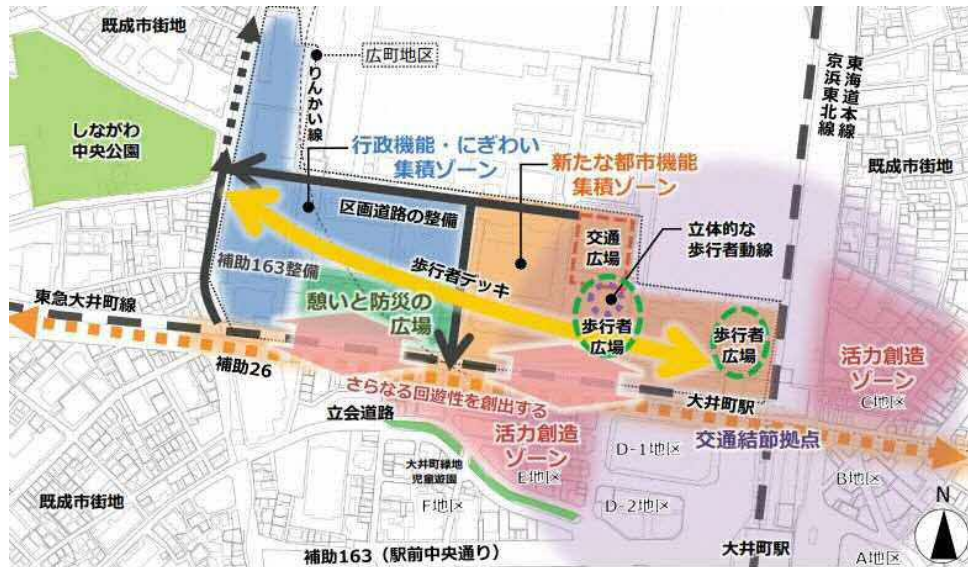 既成市街地
広町地区
りんかい線
東海道本線
京浜東北線
しながわ
中央公園
行政機能・にぎわい
集積ゾーン
新たな都市機能
集積ゾーン
既成市街地
区画道路の整備
交通
広場
立体的な
歩行者動線
補助163整備
歩行者デッキ
東急大井町線
憩いと防災の
広場
歩行者
広場
歩行者
広場
活力創造
ゾーン
C地区
補助26
さらなる回遊性を創出する
大井町駅
立会道路
活力創造
ゾーン
E地区
交通結節拠点
D-1地区
大井町緑地
児童遊園
F地区
D-2地区
B地区
既成市街地
N
補助163（駅前中央通り）
大井町駅
A地区